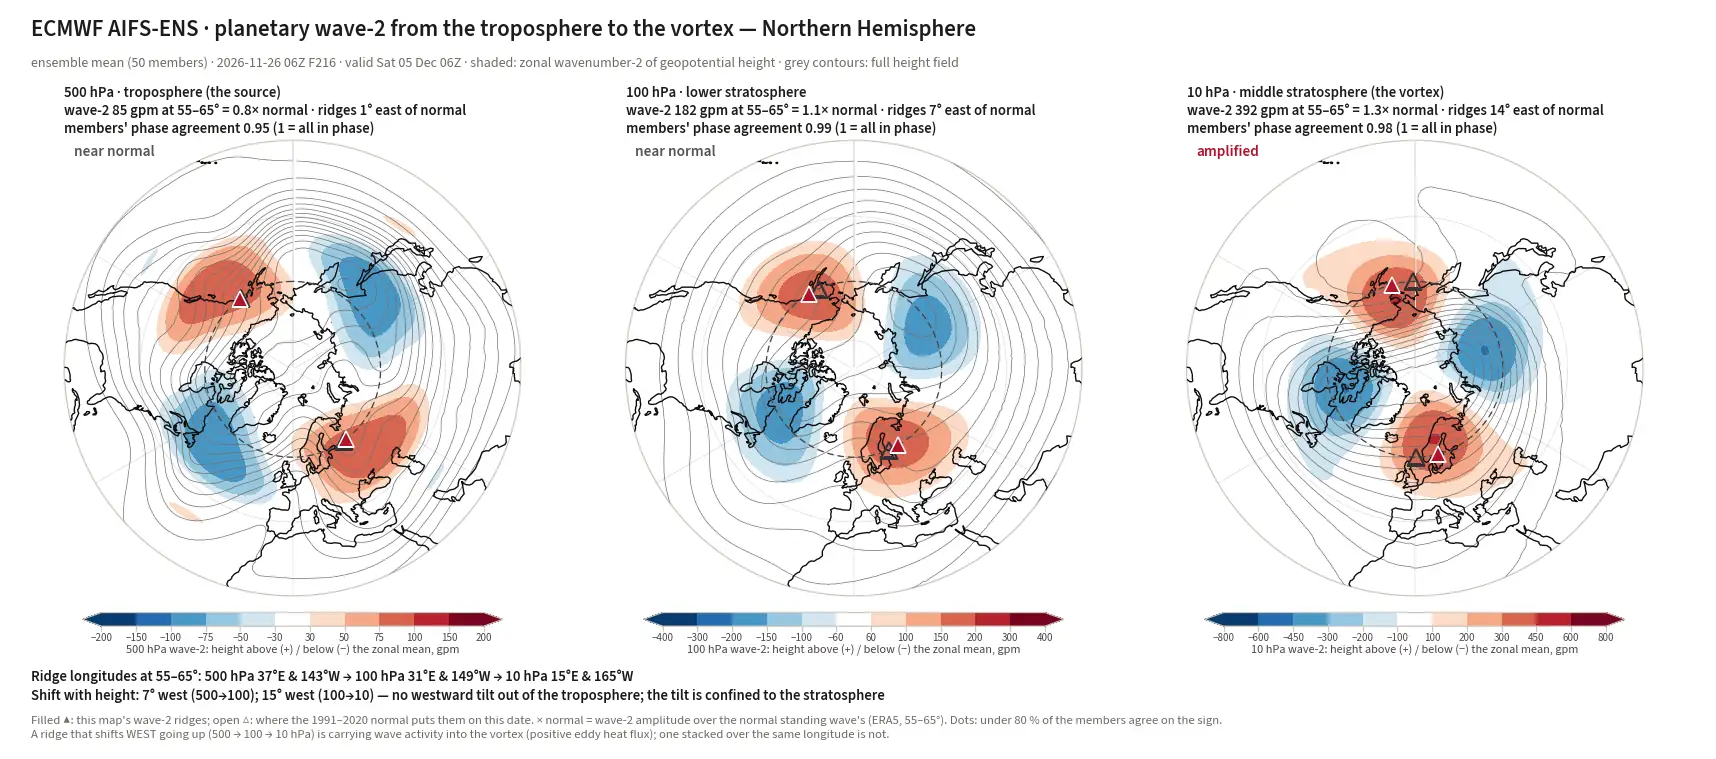 ECMWF AIFS-ENS · planetary wave-2 from the troposphere to the vortex — Northern Hemisphere
ensemble mean (50 members) · 2026-11-26 06Z F216 · valid Sat 05 Dec 06Z · shaded: zonal wavenumber-2 of geopotential height · grey contours: full height field
500 hPa · troposphere (the source)
wave-2 85 gpm at 55–65° = 0.8× normal · ridges 1° east of normal
members' phase agreement 0.95 (1 = all in phase)
near normal
100 hPa · lower stratosphere
wave-2 182 gpm at 55–65° = 1.1× normal · ridges 7° east of normal
members' phase agreement 0.99 (1 = all in phase)
near normal
10 hPa · middle stratosphere (the vortex)
wave-2 392 gpm at 55–65° = 1.3× normal · ridges 14° east of normal
members' phase agreement 0.98 (1 = all in phase)
amplified
−200 −150 −100 −75 −50 −30 30 50 75 100 150 200
500 hPa wave-2: height above (+) / below (−) the zonal mean, gpm
−400 −300 −200 −150 −100 −60 60 100 150 200 300 400
100 hPa wave-2: height above (+) / below (−) the zonal mean, gpm
−800 −600 −450 −300 −200 −100 100 200 300 450 600 800
10 hPa wave-2: height above (+) / below (−) the zonal mean, gpm
Ridge longitudes at 55–65°: 500 hPa 37°E & 143°W → 100 hPa 31°E & 149°W → 10 hPa 15°E & 165°W
Shift with height: 7° west (500→100); 15° west (100→10) — no westward tilt out of the troposphere; the tilt is confined to the stratosphere
Filled ▲: this map's wave-2 ridges; open △: where the 1991–2020 normal puts them on this date. × normal = wave-2 amplitude over the normal standing wave's (ERA5, 55–65°). Dots: under 80 % of the members agree on the sign.
A ridge that shifts WEST going up (500 → 100 → 10 hPa) is carrying wave activity into the vortex (positive eddy heat flux); one stacked over the same longitude is not.